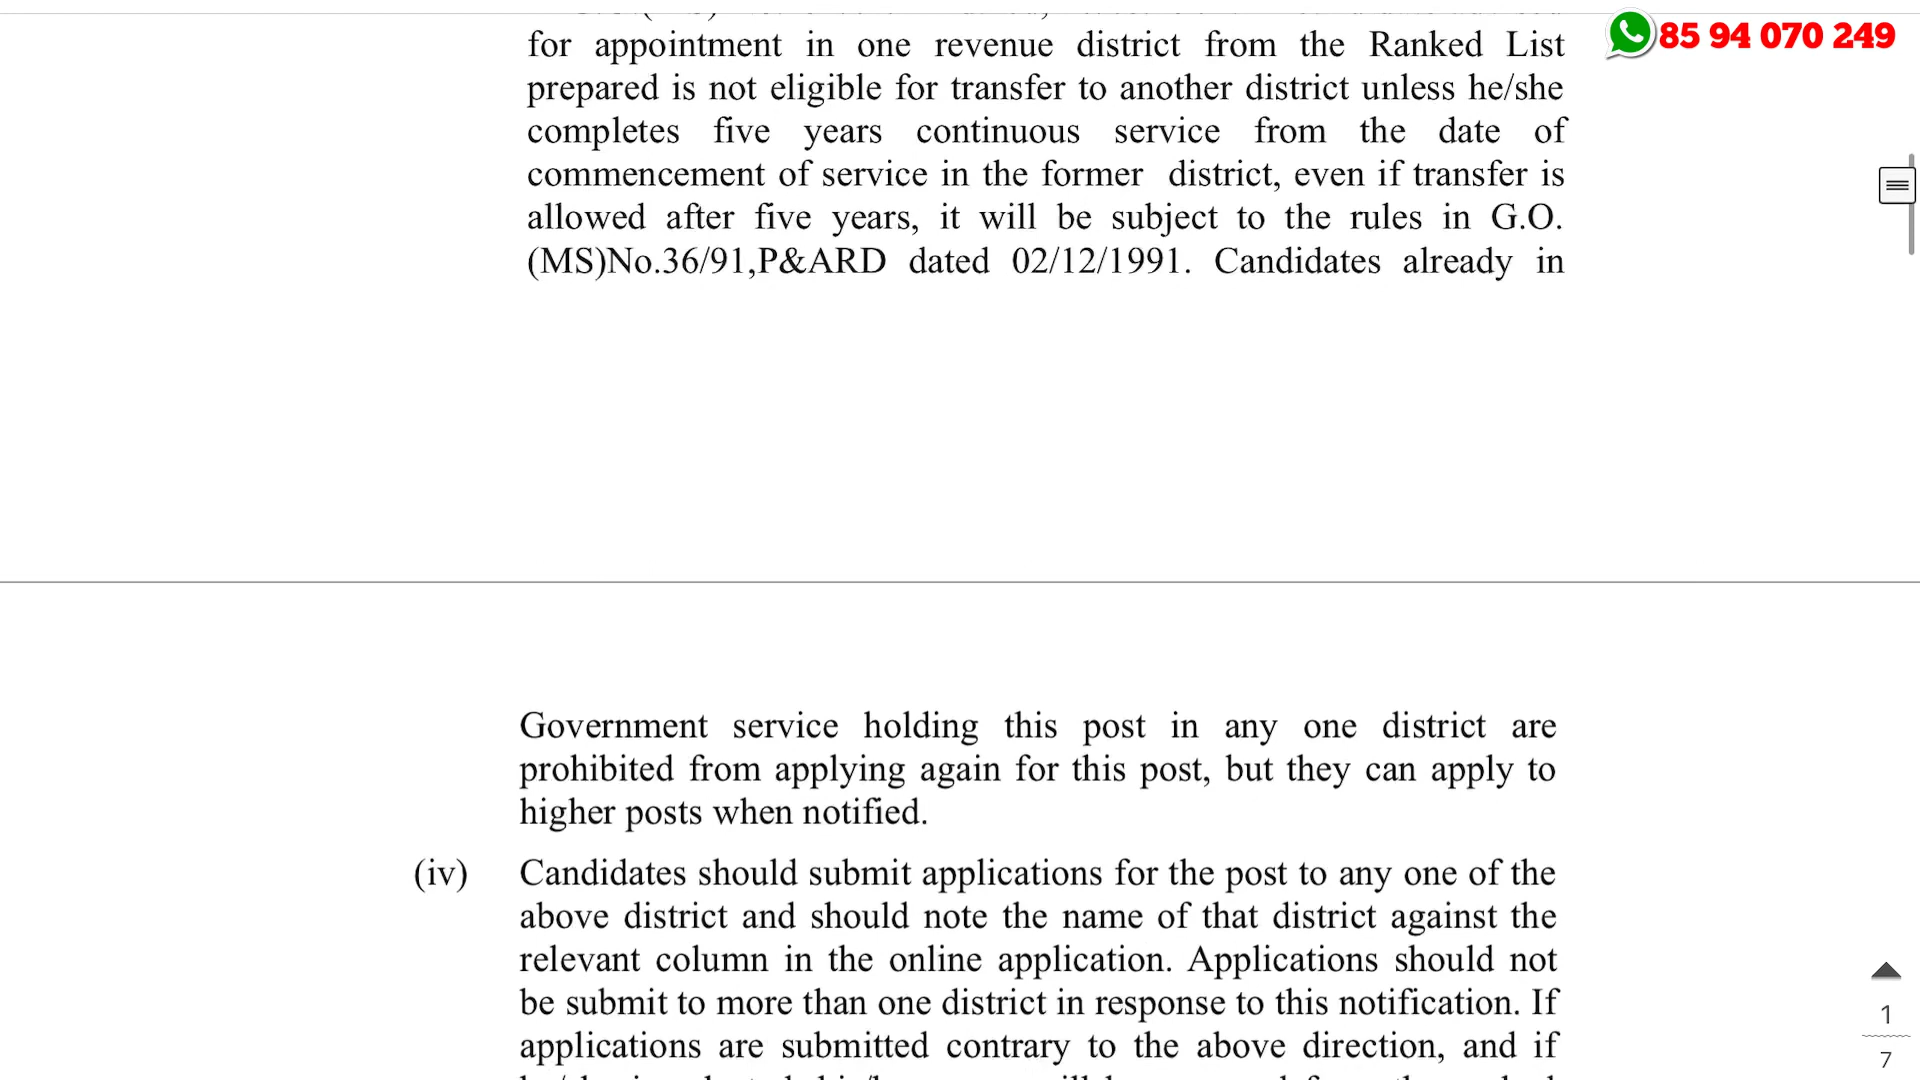 for appointment in one revenue district from the Ranked List
prepared is not eligible for transfer to another district unless he/she
completes five years continuous service from the date of
commencement of service in the former district, even if transfer is
allowed after five years, it will be subject to the rules in G.O.
(MS)No.36/91,P&ARD dated 02/12/1991. Candidates already in
85 94 070 249
Government service holding this post in any one district are
prohibited from applying again for this post, but they can apply to
higher posts when notified.
(iv) Candidates should submit applications for the post to any one of the
above district and should note the name of that district against the
relevant column in the online application. Applications should not
be submit to more than one district in response to this notification. If
applications are submitted contrary to the above direction, and if
1
7